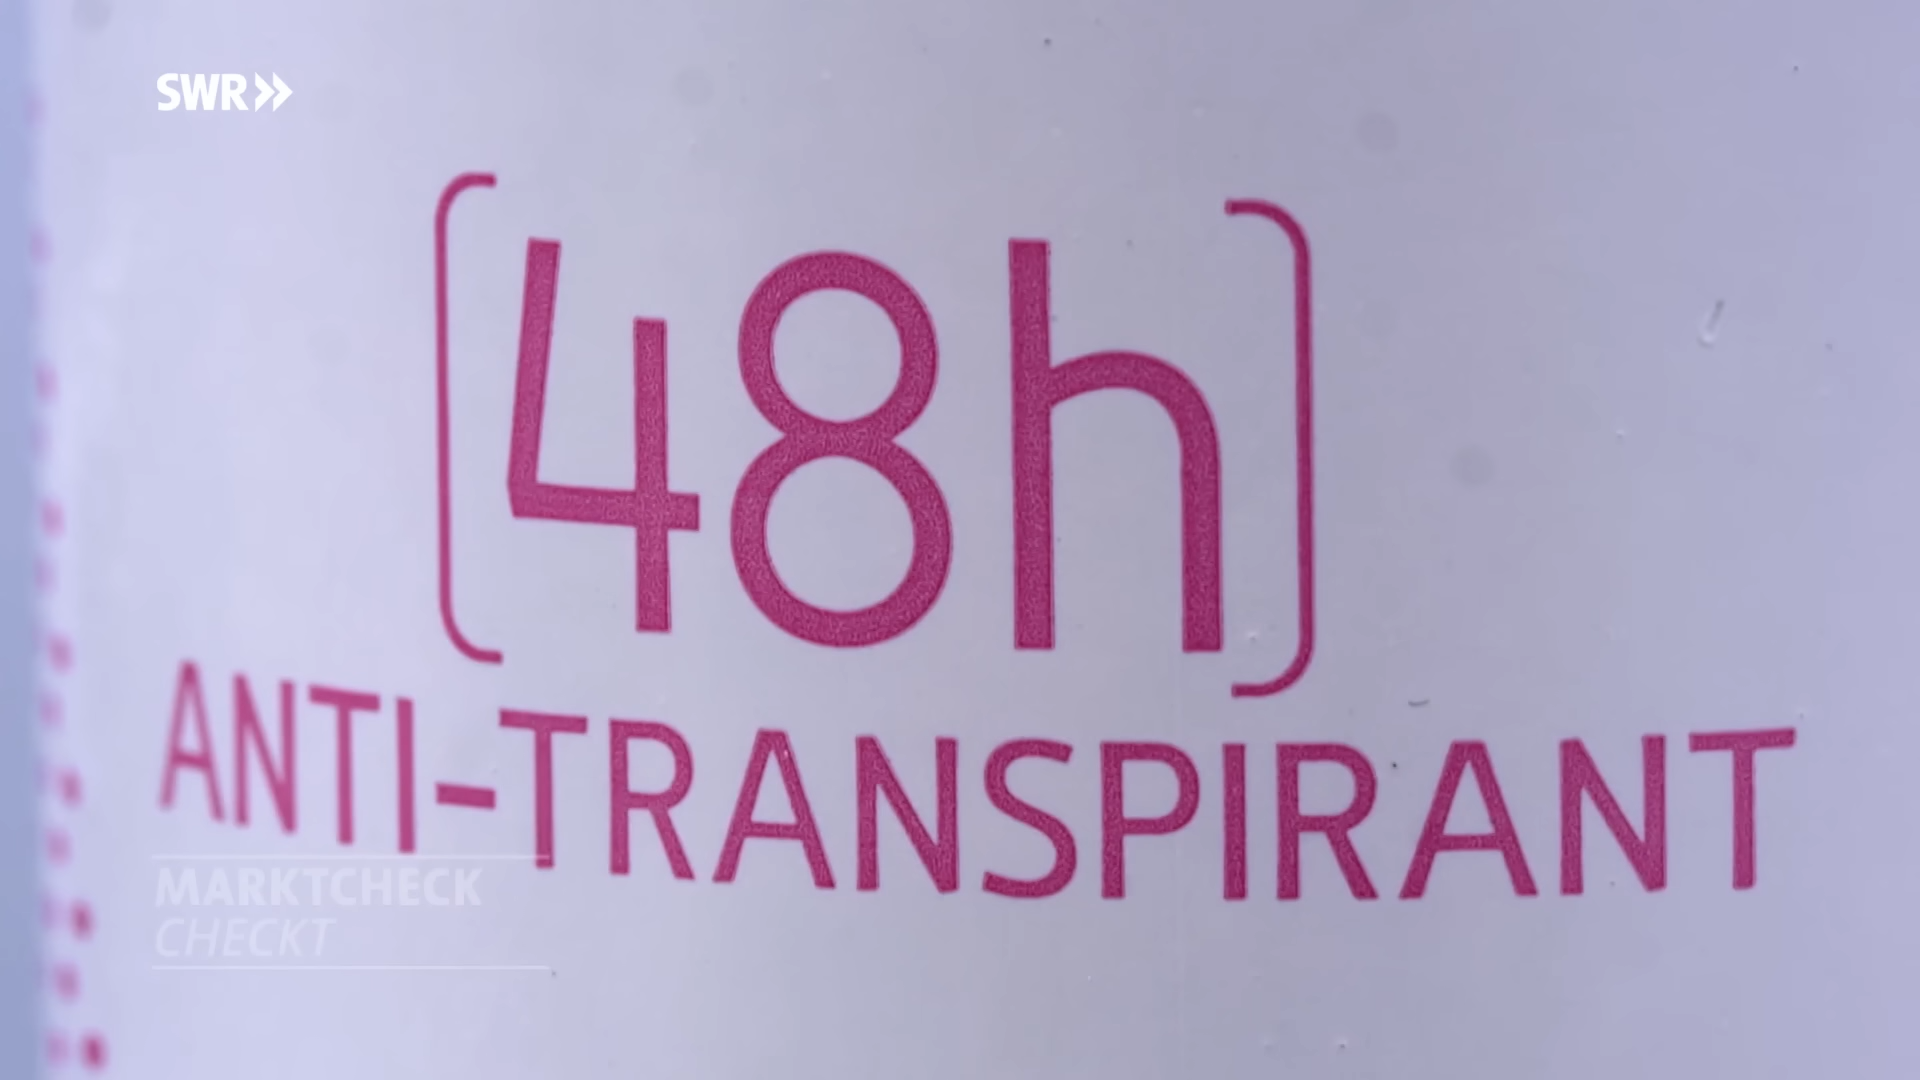 SWR»
[48h]
ANTI-TRANSPIRANT
MARKTCHECK
CHECKT